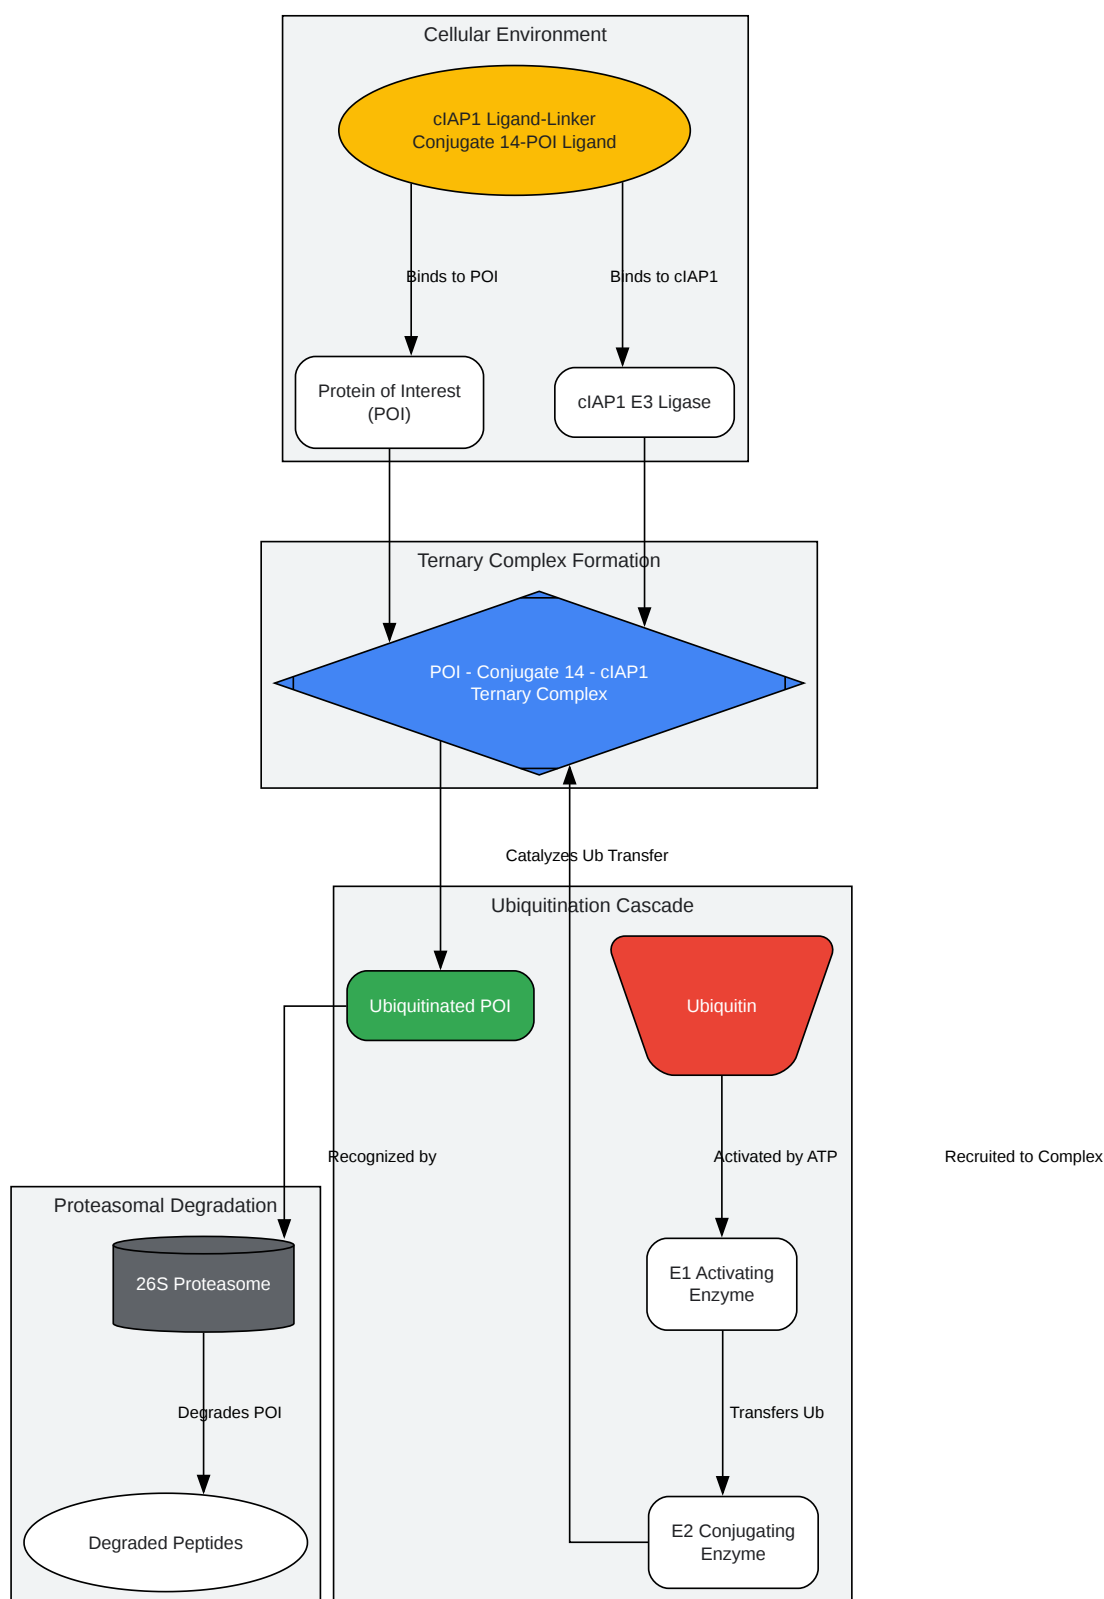 Cellular Environment
cIAP1 Ligand-Linker
Conjugate 14-POI Ligand
Binds to POI
Binds to cIAP1
Protein of Interest
(POI)
cIAP1 E3 Ligase
Ternary Complex Formation
POI - Conjugate 14 - cIAP1
Ternary Complex
Catalyzes Ub Transfer
Ubiquitination Cascade
Ubiquitinated POI
Ubiquitin
Recognized by
Activated by ATP
Recruited to Complex
Proteasomal Degradation
26S Proteasome
E1 Activating
Enzyme
Degrades POI
Transfers Ub
Degraded Peptides
E2 Conjugating
Enzyme